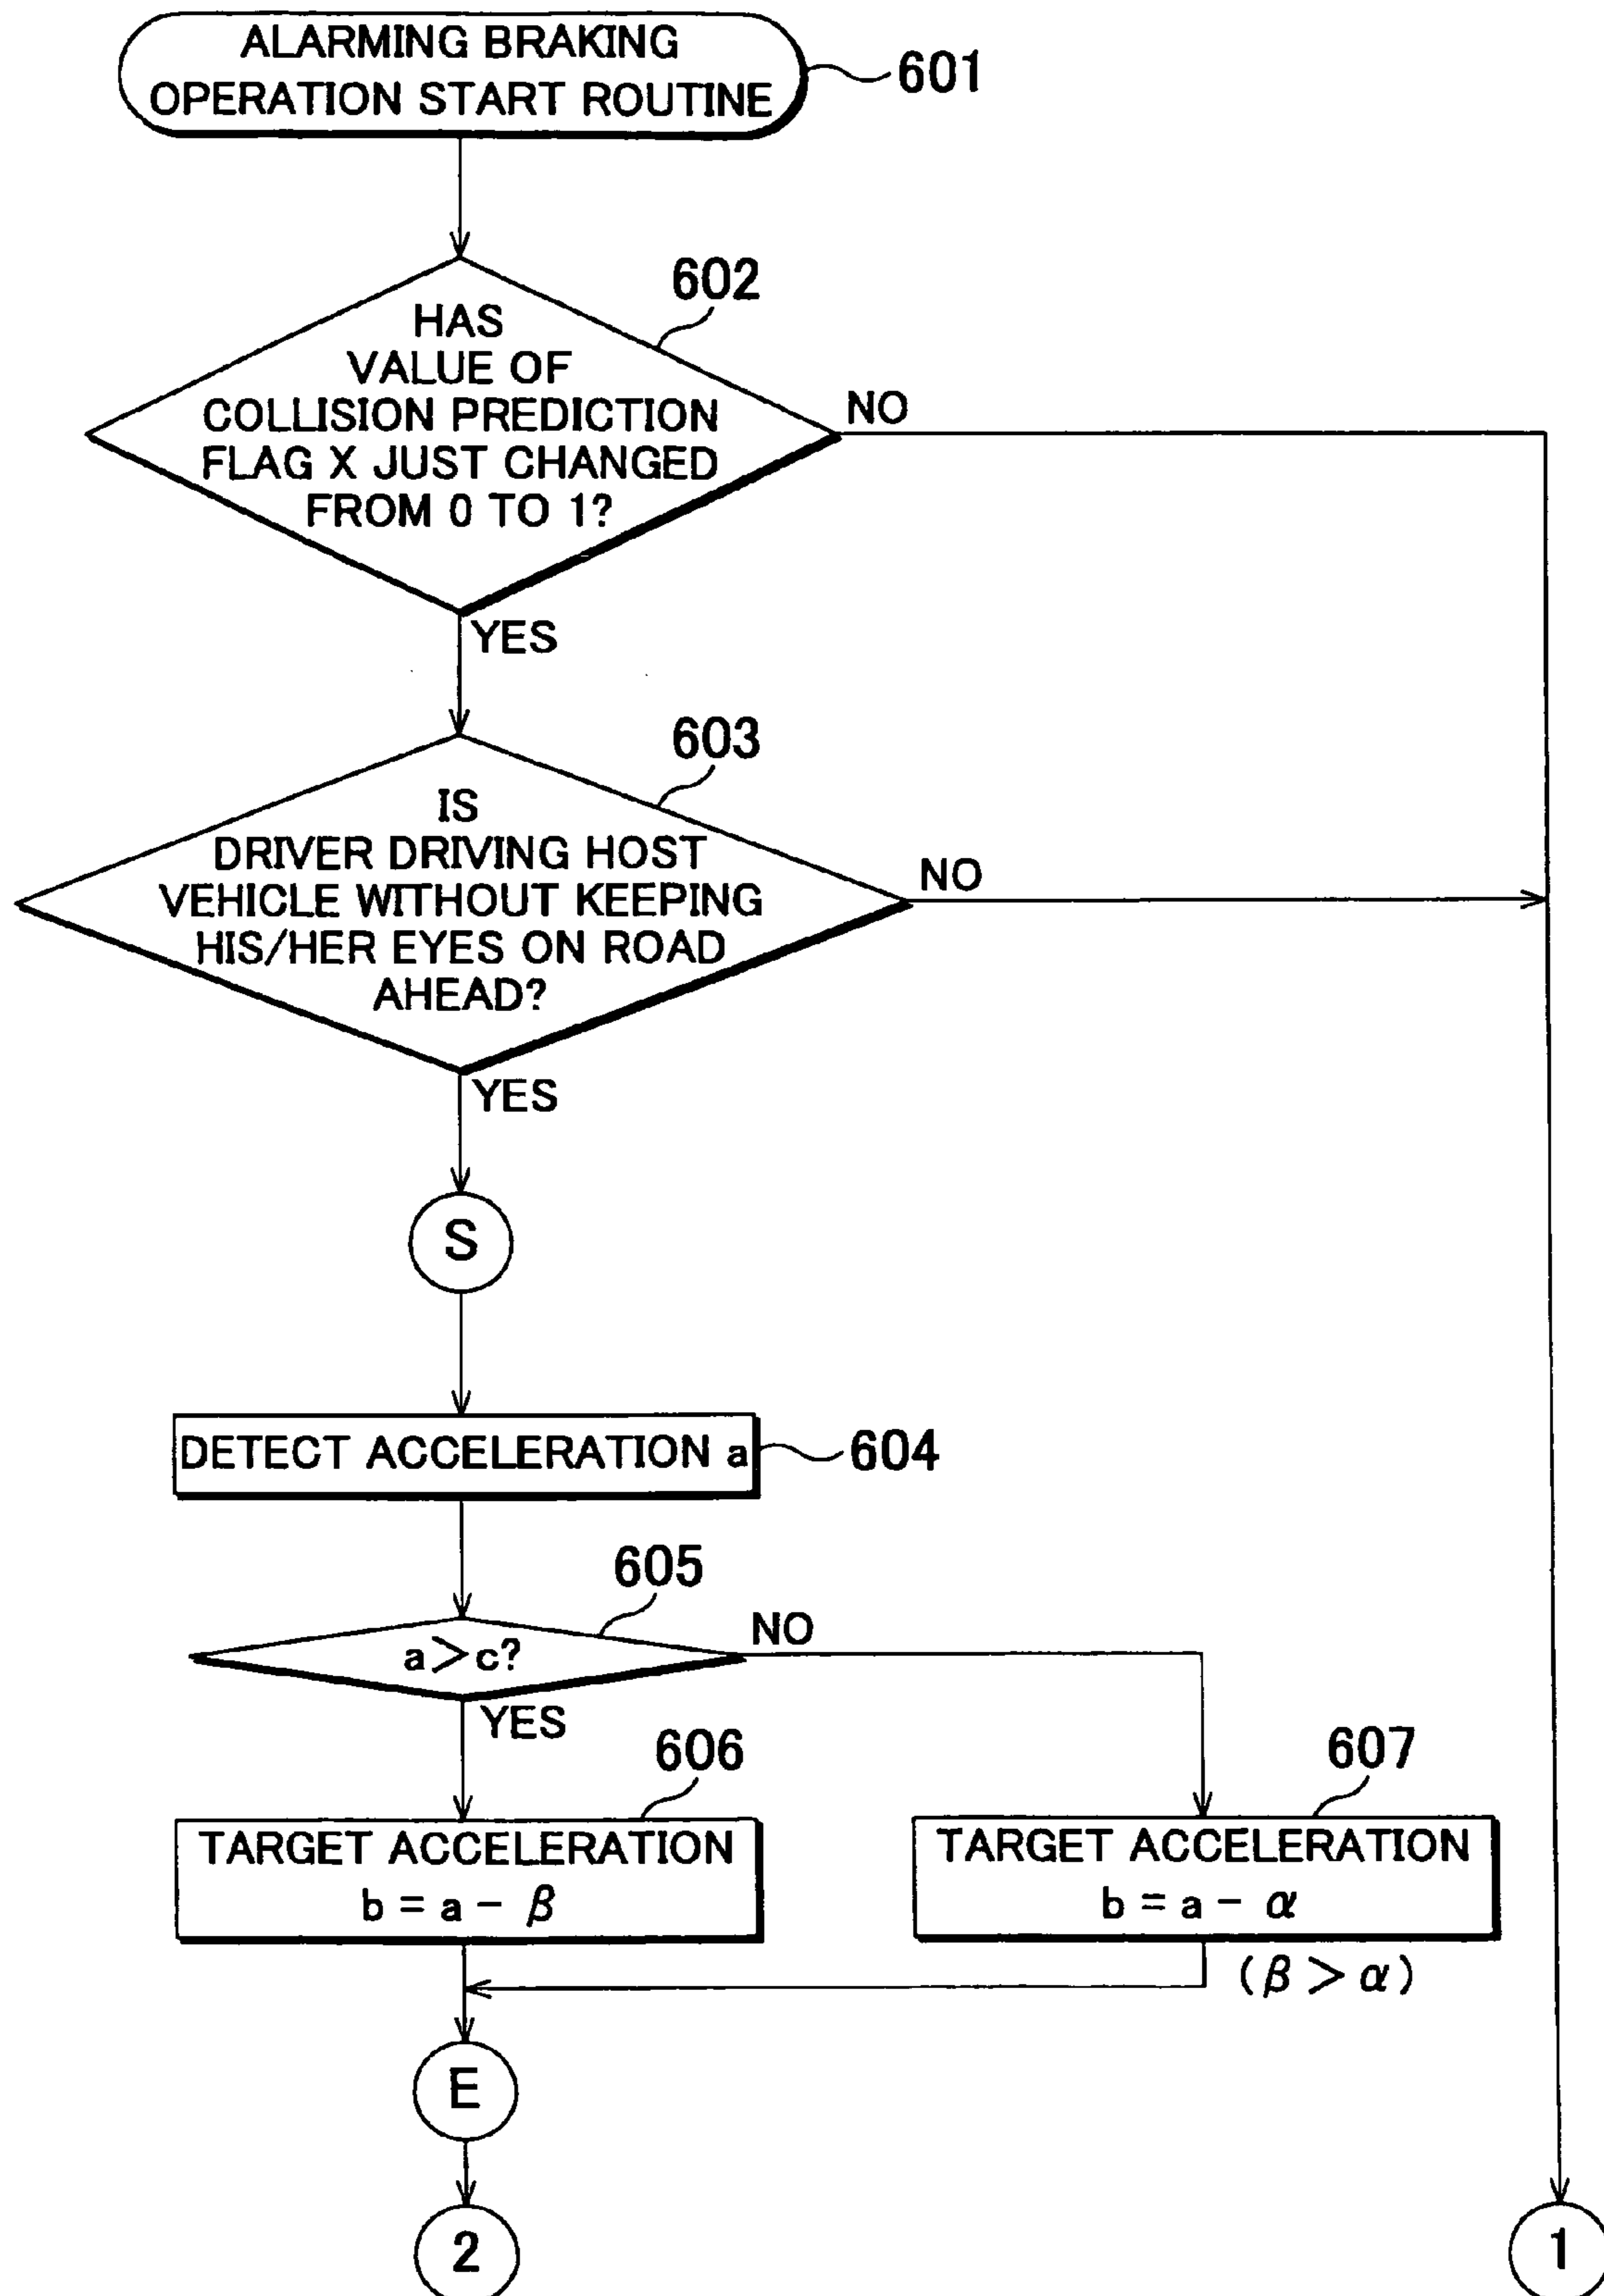 ALARMING BRAKING
OPERATION START ROUTINE
601
602
HAS
VALUE OF
COLLISION PREDICTION
FLAG X JUST CHANGED
FROM 0 TO 1?
NO
YES
603
IS
DRIVER DRIVING HOST
VEHICLE WITHOUT KEEPING
HIS/HER EYES ON ROAD
AHEAD?
NO
YES
S
DETECT ACCELERATION a
604
605
a>c?
NO
YES
606
TARGET ACCELERATION
b = a - β
607
TARGET ACCELERATION
b = a - α
(β > α)
E
2
1